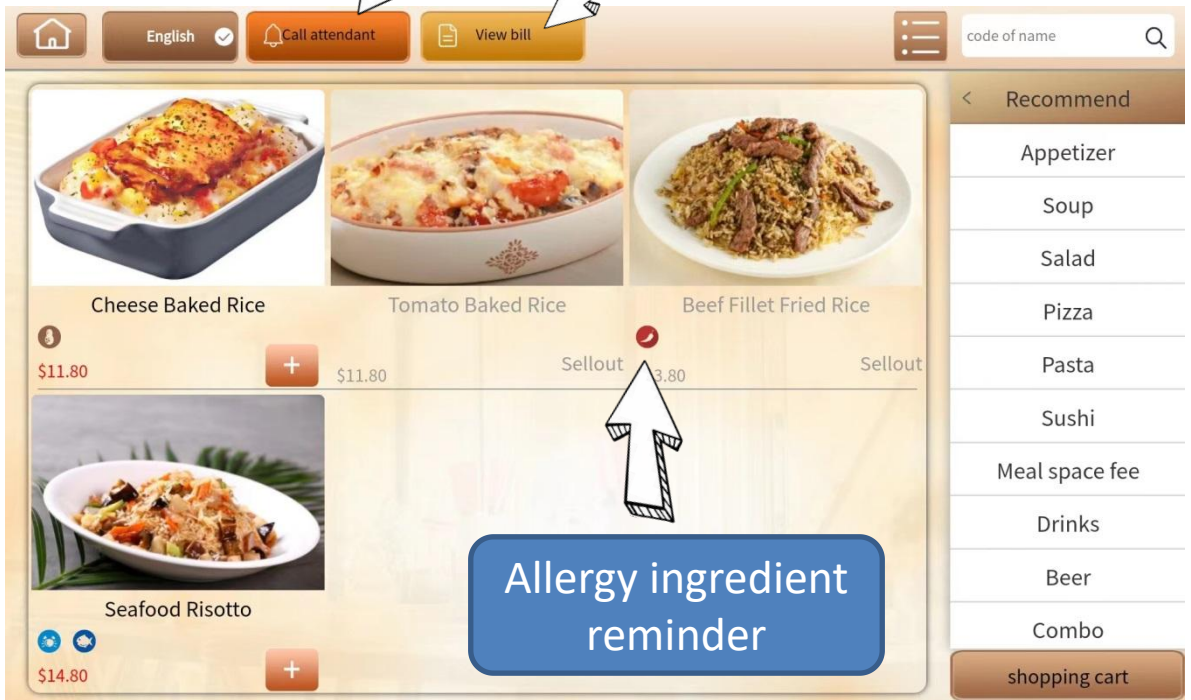 English
Call attendant
View bill
code of name
Recommend
Appetizer
Soup
Salad
Pizza
Pasta
Sushi
Meal space fee
Drinks
Beer
Combo
shopping cart
Cheese Baked Rice
$11.80
+
Tomato Baked Rice
$11.80
Sellout
Beef Fillet Fried Rice
3.80
Sellout
Seafood Risotto
$14.80
+
Allergy ingredient
reminder